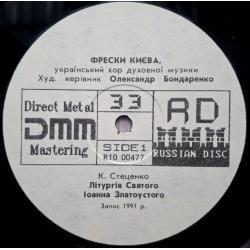 ФРЕСКИ КИЄВА,
український хор духовної музики
Худ. керівник Олександр Бондаренко
Direct Metal
DMM
Mastering
33
SIDE 1
R10 00477
RD
MMM
RUSSIAN DISC
К. Стеценко
Літургія Святого
Іоанна Златоустого
Запис 1991 р.